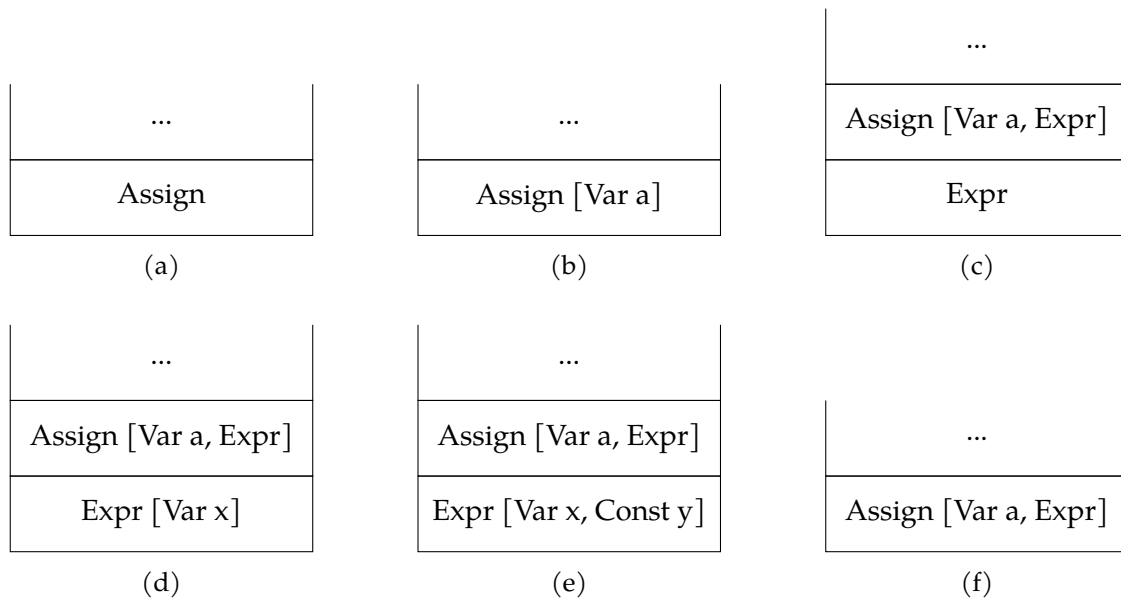 ...
Assign
(a)
...
Assign [Var a]
(b)
...
Assign [Var a, Expr]
Expr
(c)
...
Assign [Var a, Expr]
Expr [Var x]
(d)
...
Assign [Var a, Expr]
Expr [Var x, Const y]
(e)
...
Assign [Var a, Expr]
(f)